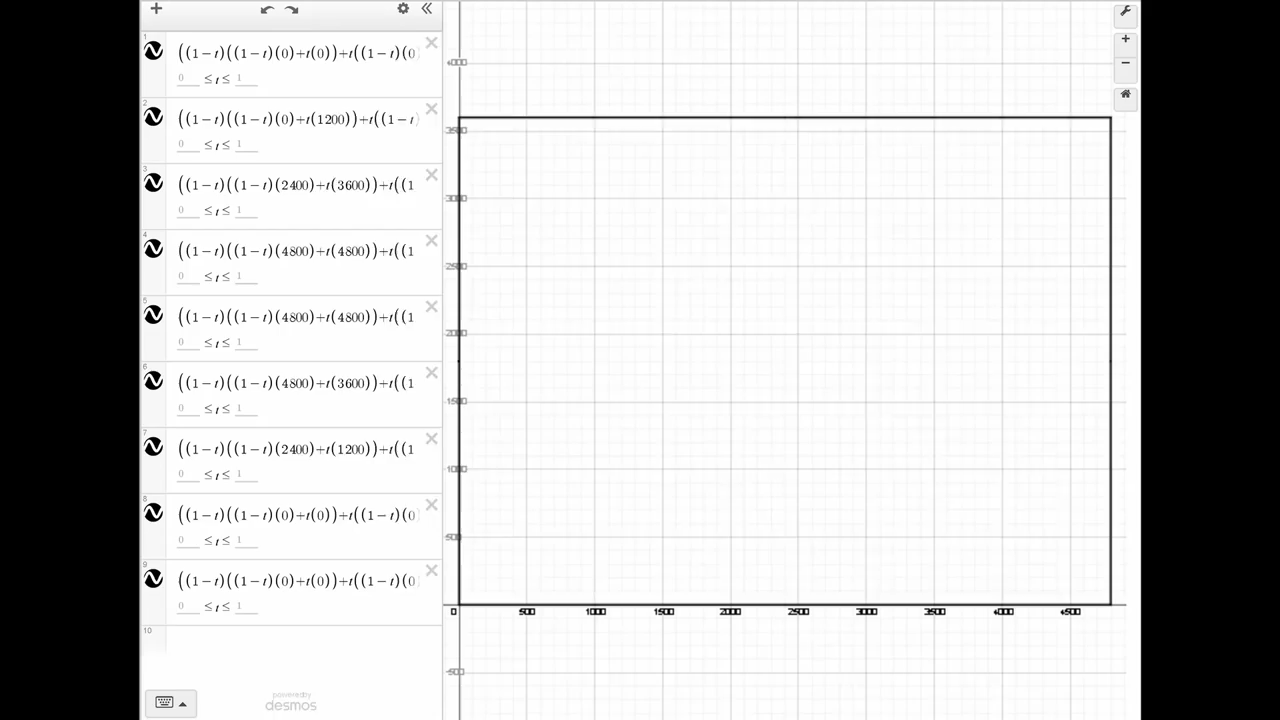 1
((1−t)((1−t)(0)+t(0))+t((1−t)(0
0 ≤ t ≤ 1
2
((1−t)((1−t)(0)+t(1200))+t((1−t)
0 ≤ t ≤ 1
3
((1−t)((1−t)(2400)+t(3600))+t((1
0 ≤ t ≤ 1
4
((1−t)((1−t)(4800)+t(4800))+t((1
0 ≤ t ≤ 1
5
((1−t)((1−t)(4800)+t(4800))+t((1
0 ≤ t ≤ 1
6
((1−t)((1−t)(4800)+t(3600))+t((1
0 ≤ t ≤ 1
7
((1−t)((1−t)(2400)+t(1200))+t((1
0 ≤ t ≤ 1
8
((1−t)((1−t)(0)+t(0))+t((1−t)(0
0 ≤ t ≤ 1
9
((1−t)((1−t)(0)+t(0))+t((1−t)(0
0 ≤ t ≤ 1
10
powered by
desmos
4000
3500
3000
2500
2000
1500
1000
500
0 500 1000 1500 2000 2500 3000 3500 4000 4500
-500